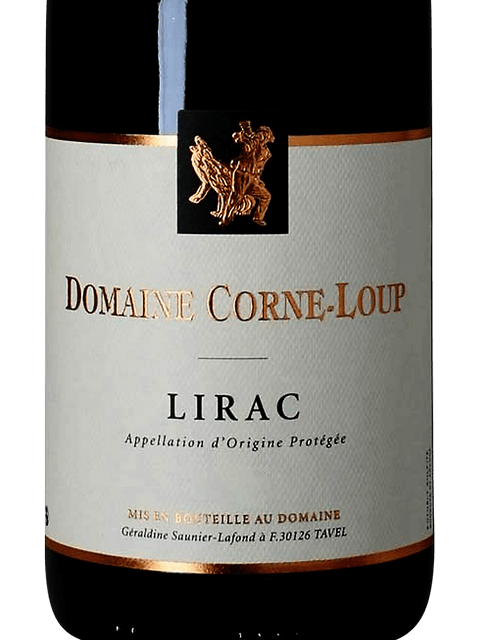 DOMAINE CORNE-LOUP
LIRAC
Appellation d'Origine Protégée
MIS EN BOUTEILLE AU DOMAINE
Géraldine Saunier-Lafond à F.30126 TAVEL